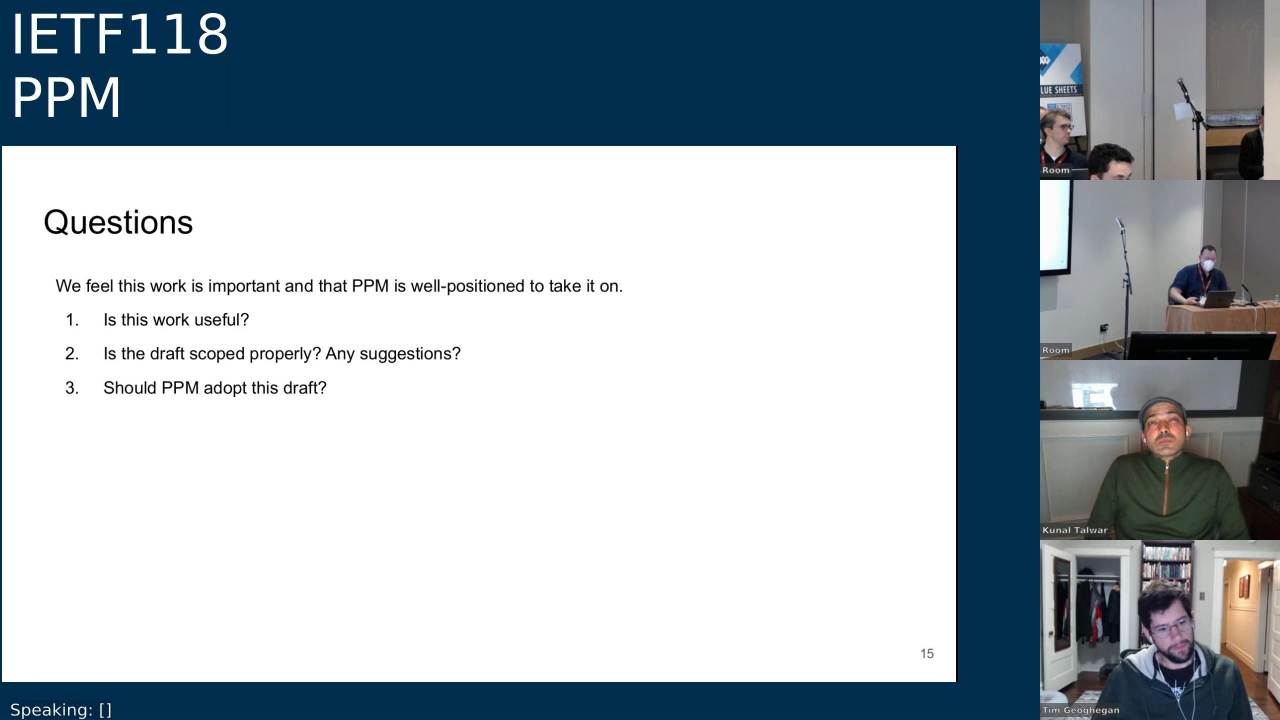 IETF118
PPM
Questions
We feel this work is important and that PPM is well-positioned to take it on.
1. Is this work useful?
2. Is the draft scoped properly? Any suggestions?
3. Should PPM adopt this draft?
15
Speaking: []
LUE SHEETS
Room
Room
Kunal Talwar
Tim Geoghegan